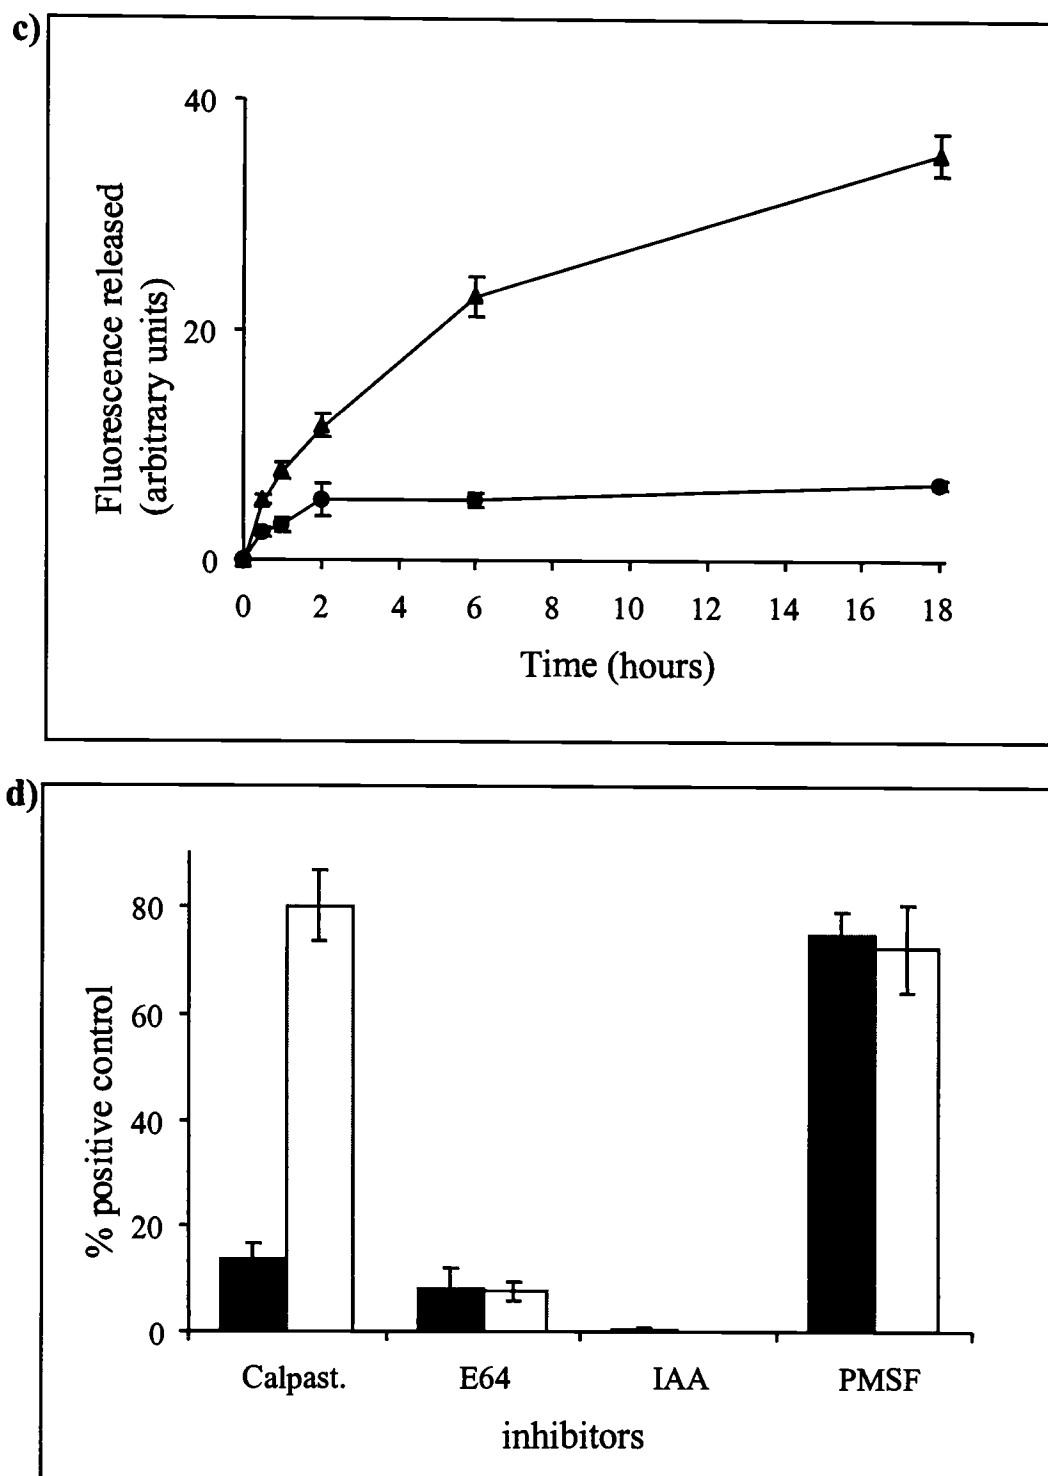 c)
40
20
0
Fluorescence released
(arbitrary units)
0 2 4 6 8 10 12 14 16 18
Time (hours)
d)
80
60
40
20
0
% positive control
Calpast. E64 IAA PMSF
inhibitors